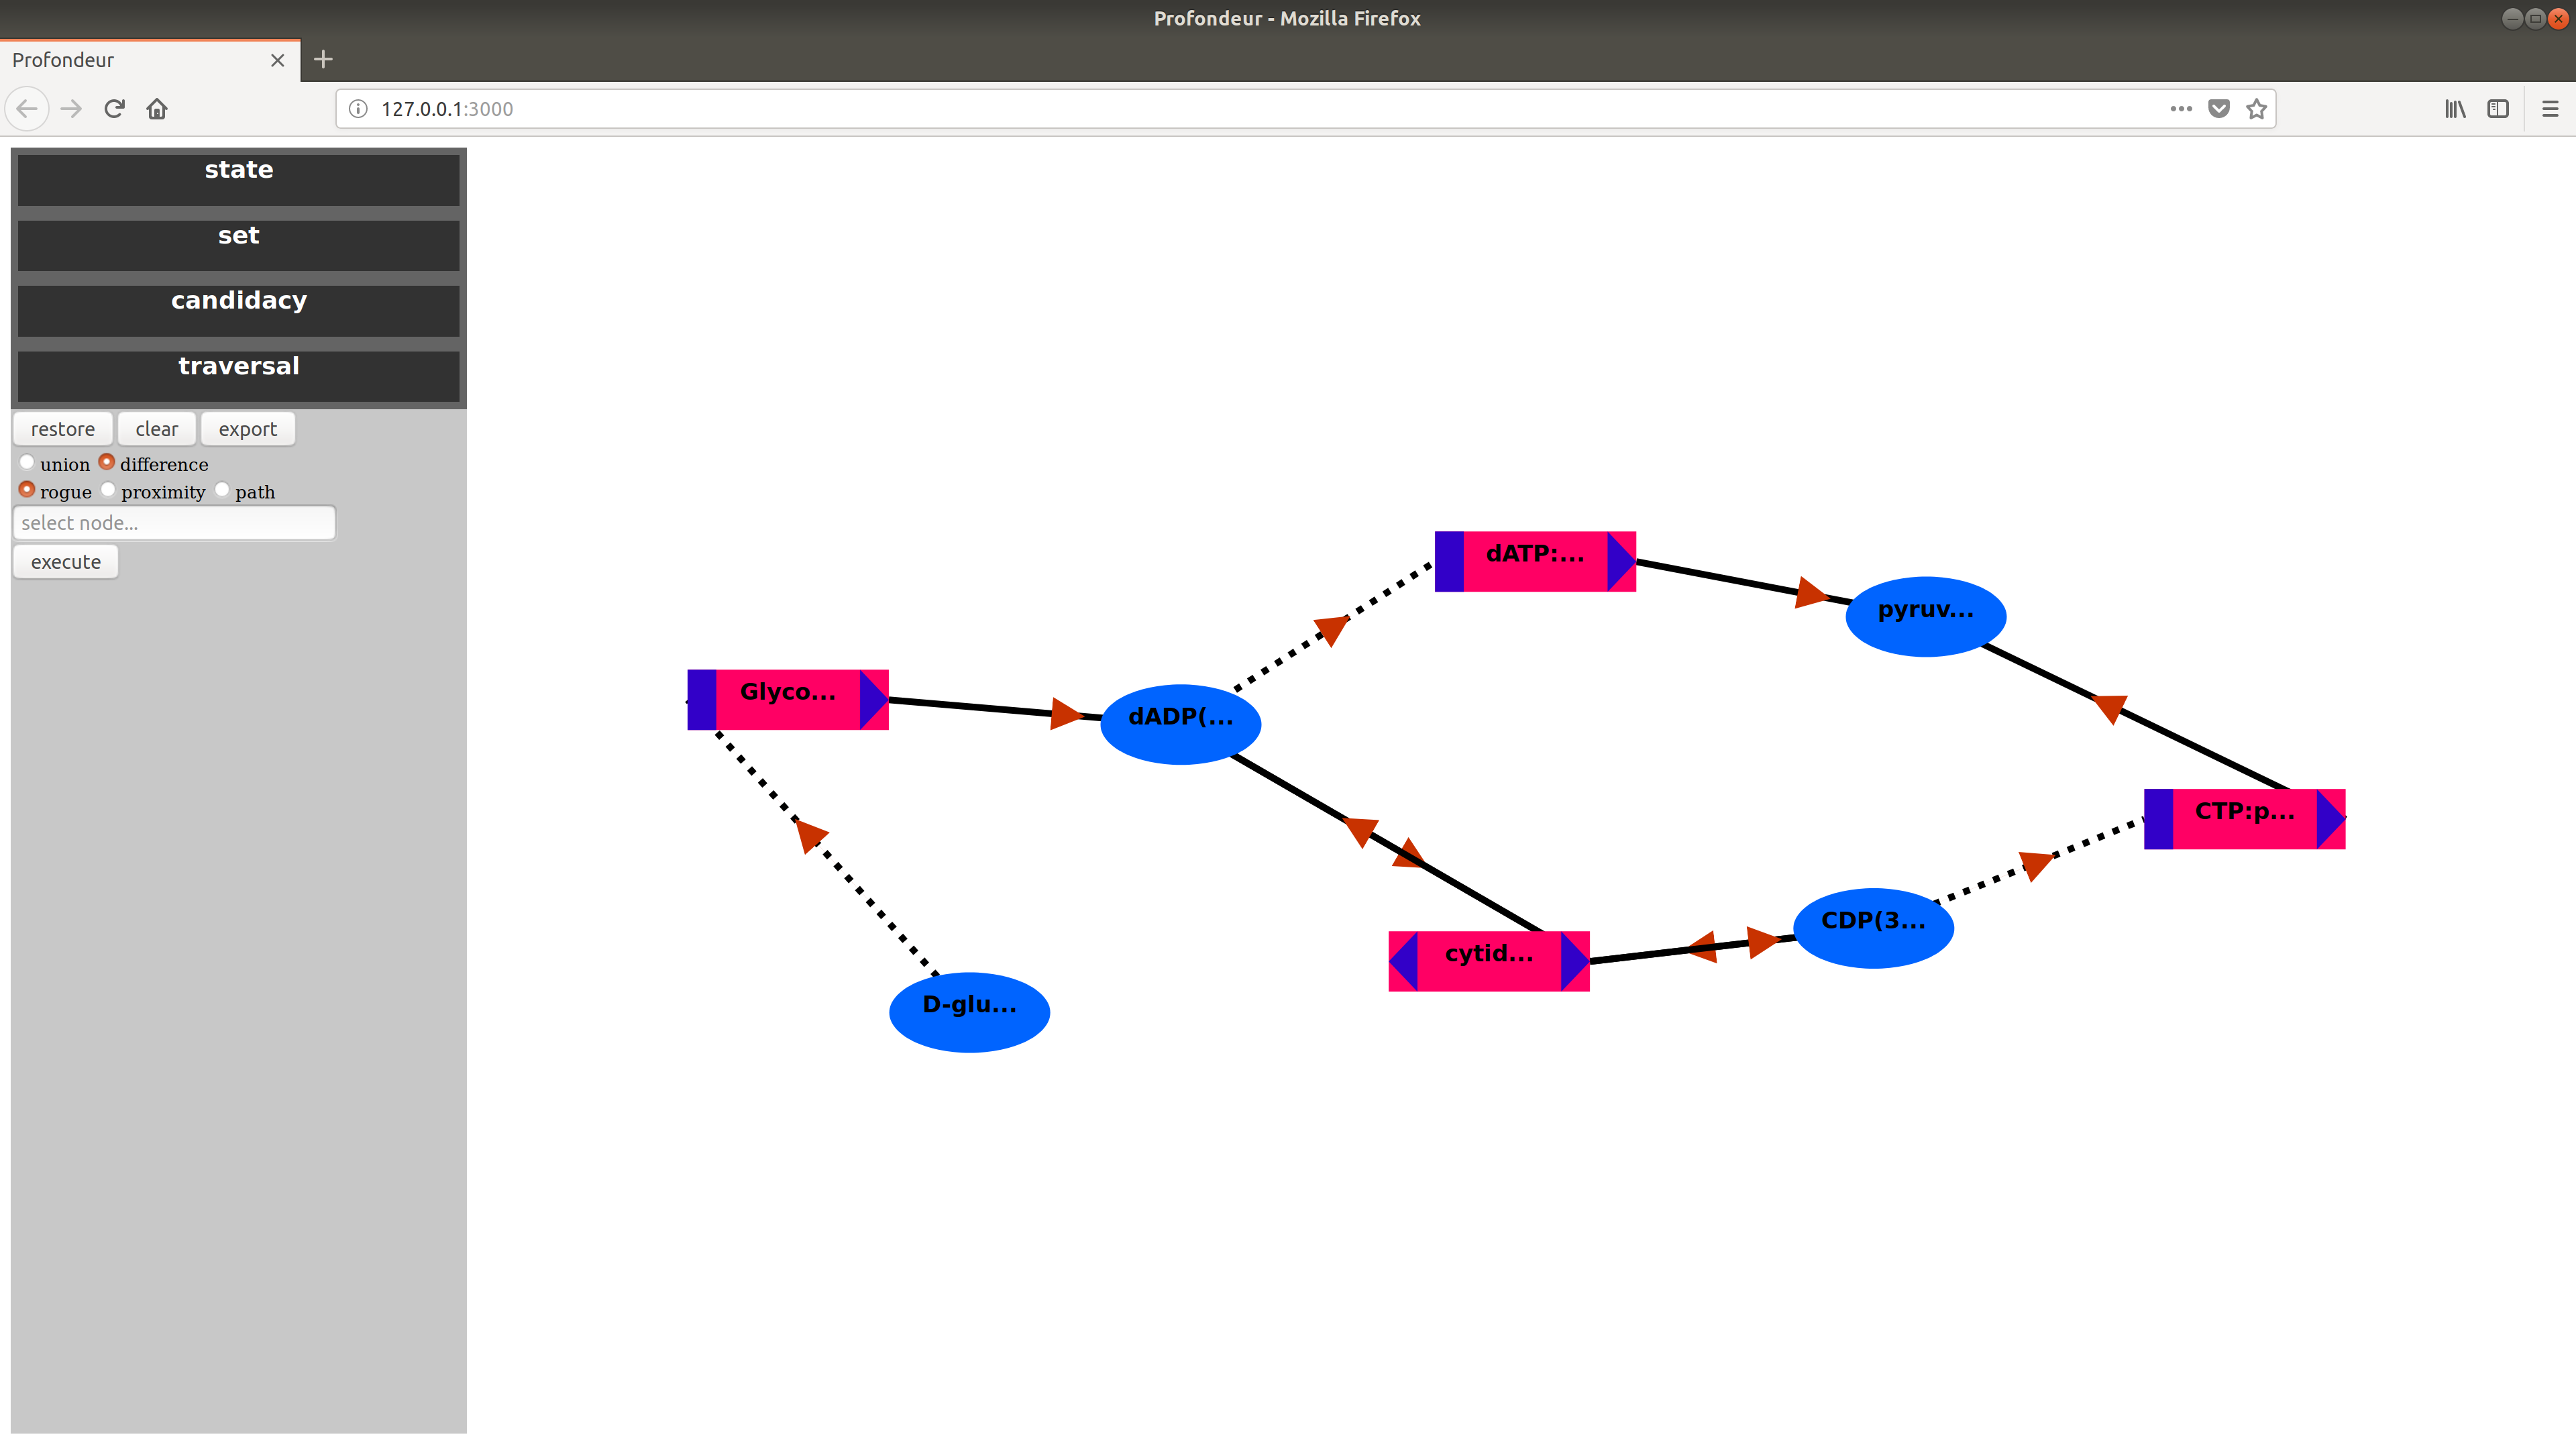 Profondeur - Mozilla Firefox
Profondeur
127.0.0.1:3000
state
set
candidacy
traversal
restore clear export
union difference
rogue proximity path
select node...
execute
dATP:...
pyruv...
Glyco...
dADP(...
CTP:p...
CDP(3...
cytid...
D-glu...